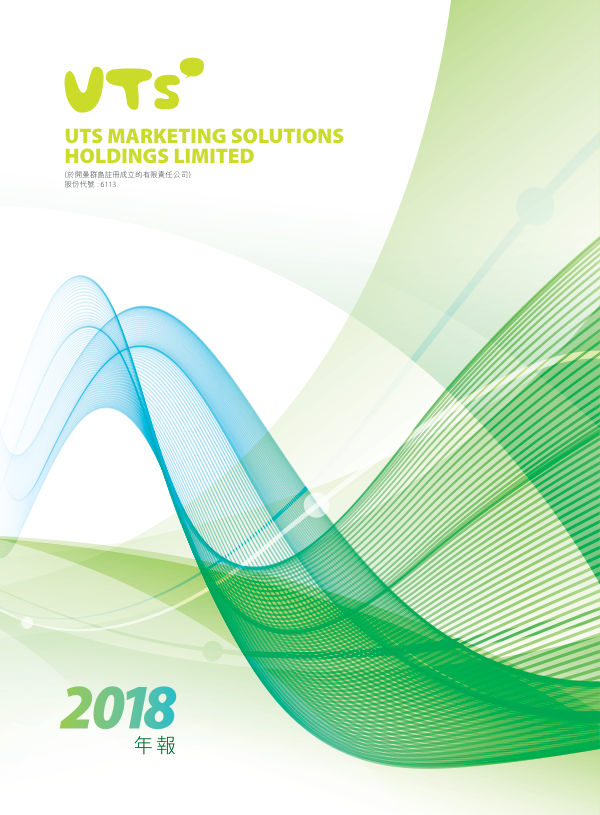 UTS
UTS MARKETING SOLUTIONS
HOLDINGS LIMITED
(於開曼群島註冊成立的有限責任公司)
股份代號 : 6113
2018
年報